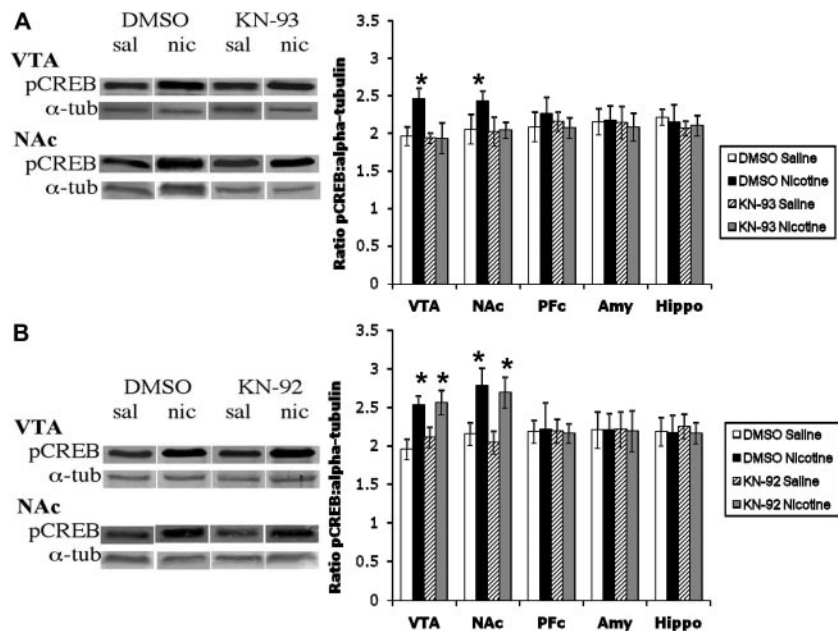 A
DMSO KN-93
sal nic sal nic
VTA
pCREB
α-tub
NAc
pCREB
α-tub
Ratio pCREB:alpha-tubulin
3.5
3
2.5
2
1.5
1
0.5
0
* *
VTA NAc PFc Amy Hippo
DMSO Saline
DMSO Nicotine
KN-93 Saline
KN-93 Nicotine
B
DMSO KN-92
sal nic sal nic
VTA
pCREB
α-tub
NAc
pCREB
α-tub
Ratio pCREB:alpha-tubulin
3.5
3
2.5
2
1.5
1
0.5
0
* * * *
VTA NAc PFc Amy Hippo
DMSO Saline
DMSO Nicotine
KN-92 Saline
KN-92 Nicotine